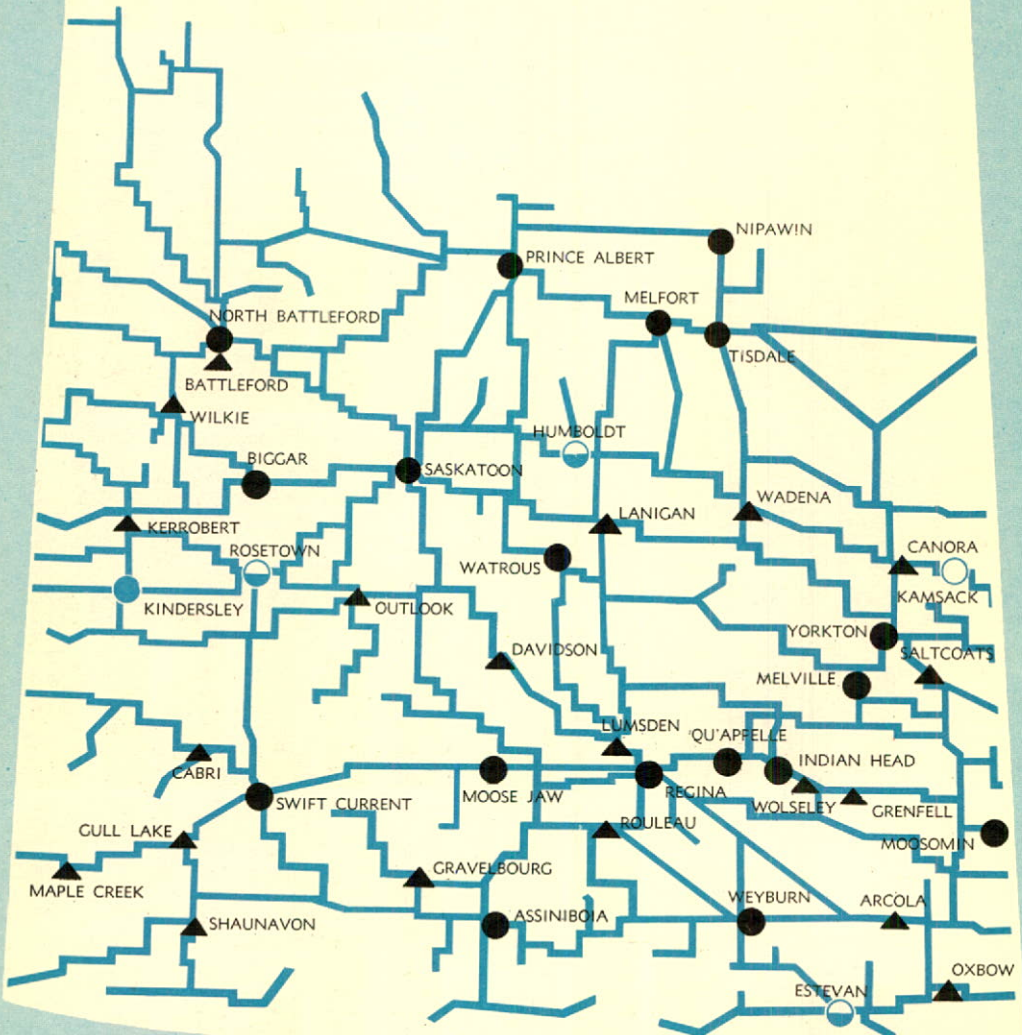 NIPAWIN
PRINCE ALBERT
MELFORT
NORTH BATTLEFORD
TISDALE
BATTLEFORD
WILKIE
HUMBOLDT
BIGGAR
SASKATOON
WADENA
LANIGAN
KERROBERT
ROSETOWN
CANORA
WATROUS
KAMSACK
KINDERSLEY
OUTLOOK
YORKTON
SALTCOATS
DAVIDSON
MELVILLE
LUMSDEN
QU'APPELLE
INDIAN HEAD
CABRI
MOOSE JAW
REGINA
WOLSELEY
GRENFELL
SWIFT CURRENT
ROULEAU
GULL LAKE
MOOSOMIN
GRAVELBOURG
MAPLE CREEK
WEYBURN
ARCOLA
ASSINIBOIA
SHAUNAVON
OXBOW
ESTEVAN